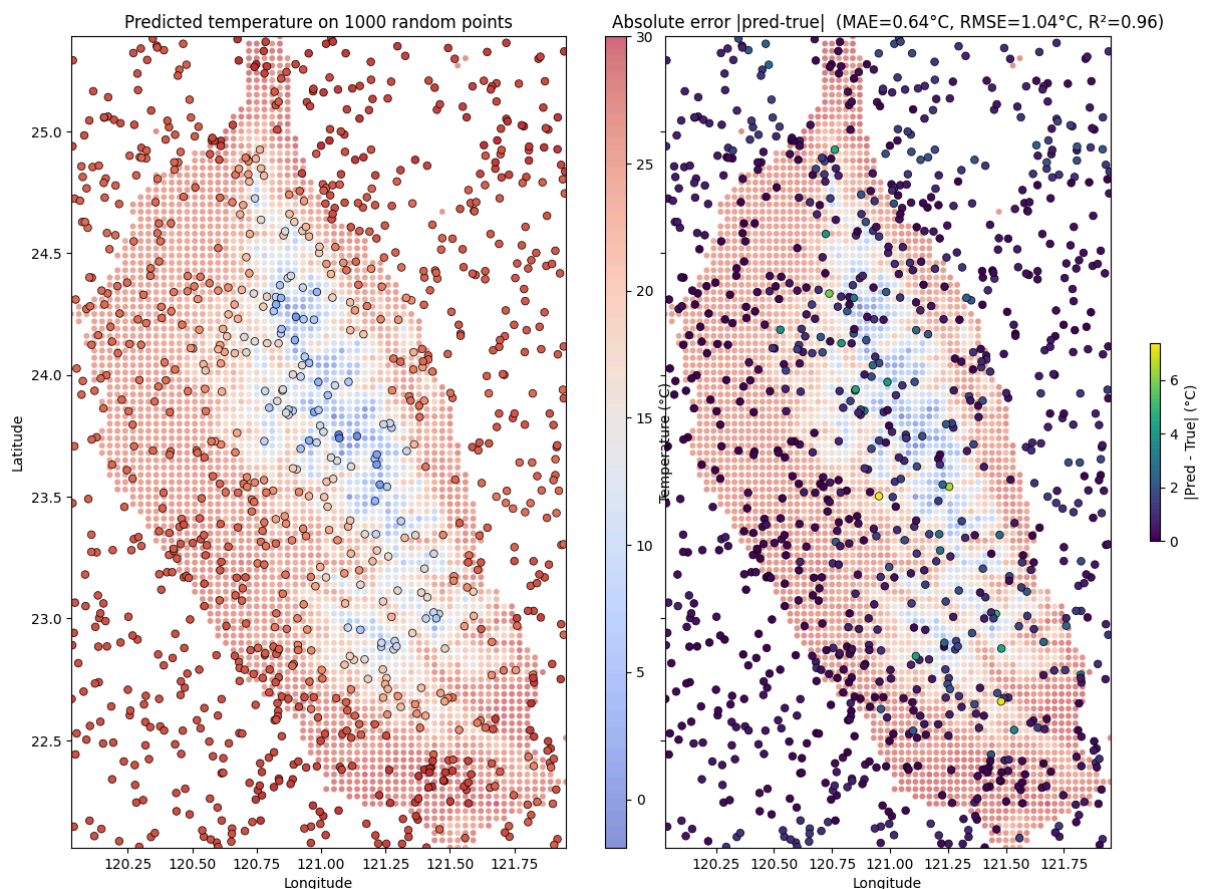 Predicted temperature on 1000 random points
Absolute error |pred-true| (MAE=0.64°C, RMSE=1.04°C, R²=0.96)
Latitude
25.0
24.5
24.0
23.5
23.0
22.5
120.25 120.50 120.75 121.00 121.25 121.50 121.75
Longitude
30
25
20
15
10
5
0
Temperature (°C)
120.25 120.50 120.75 121.00 121.25 121.50 121.75
Longitude
6
4
2
0
|Pred - True| (°C)